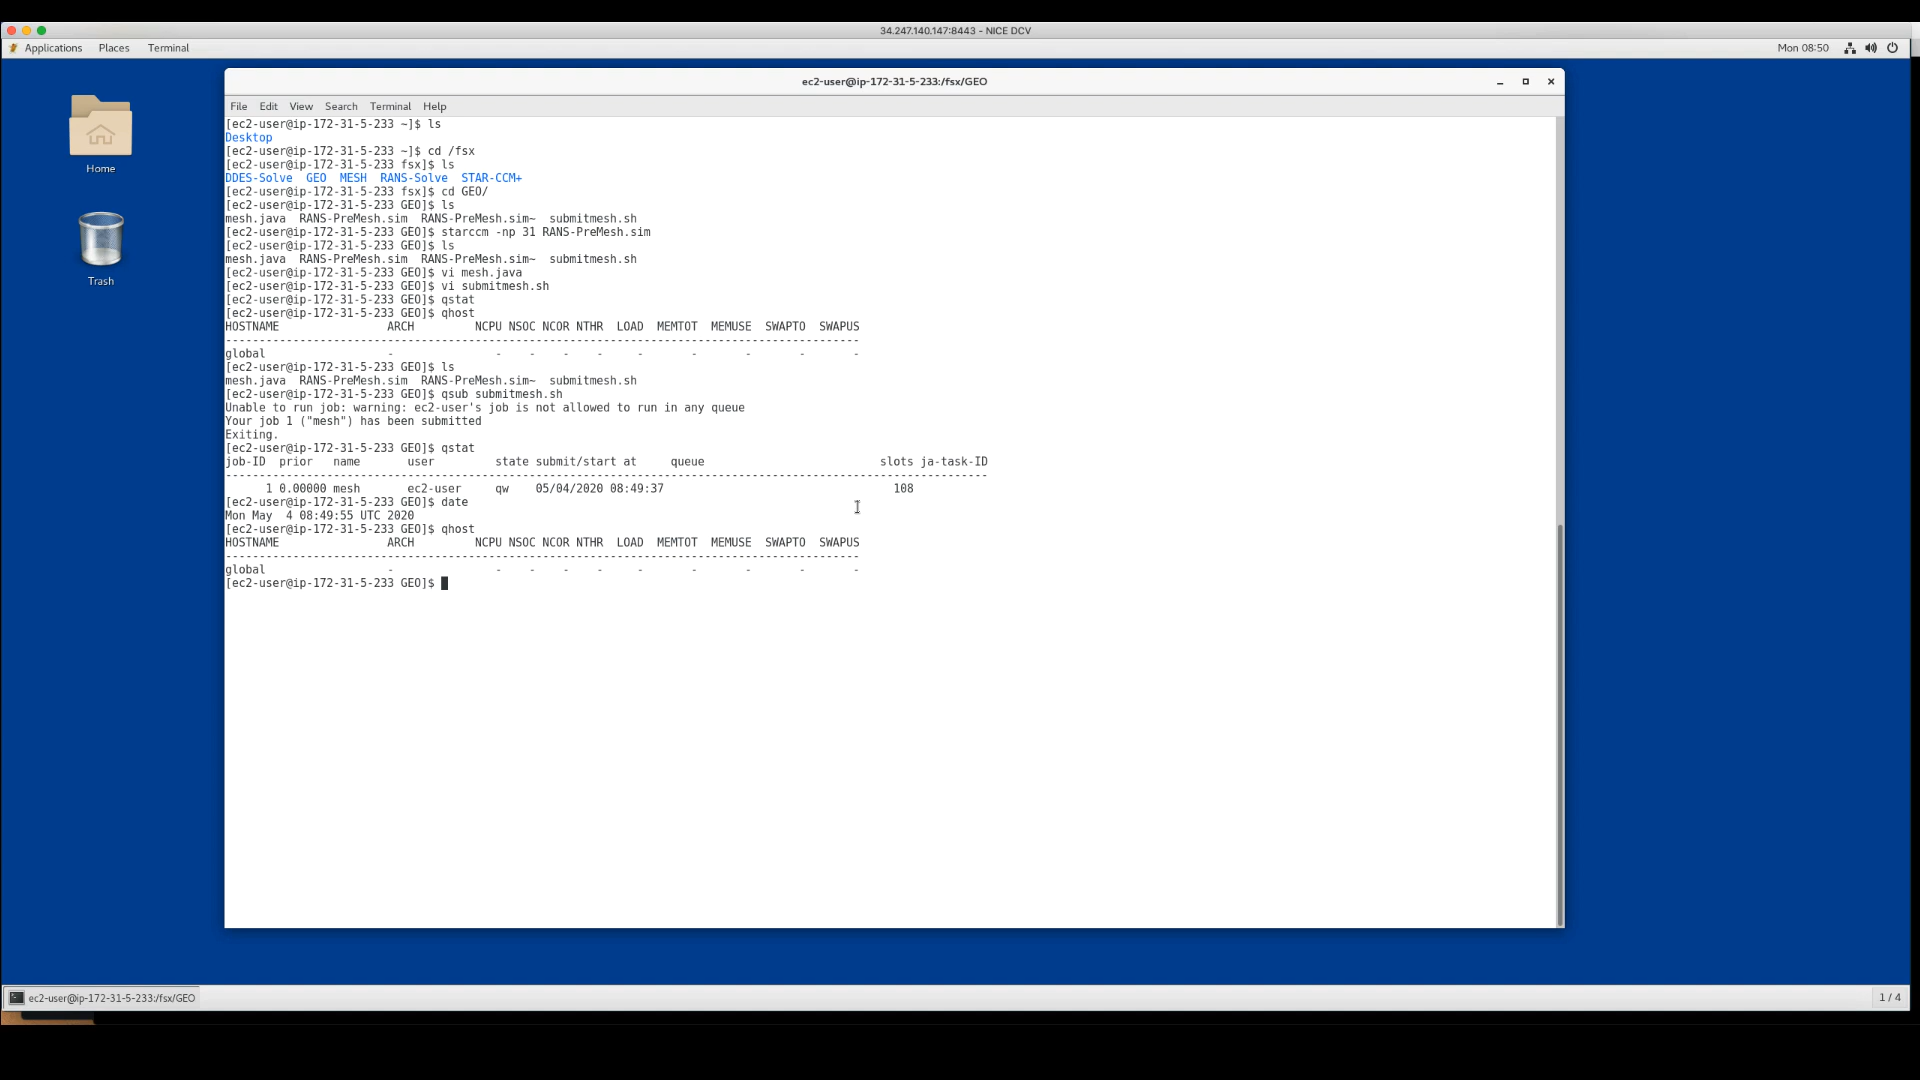 34.247.140.147:8443 - NICE DCV
Applications Places Terminal Mon 08:50
ec2-user@ip-172-31-5-233:/fsx/GEO
File Edit View Search Terminal Help
[ec2-user@ip-172-31-5-233 ~]$ ls
Desktop
[ec2-user@ip-172-31-5-233 ~]$ cd /fsx
[ec2-user@ip-172-31-5-233 fsx]$ ls
DDES-Solve  GEO  MESH  RANS-Solve  STAR-CCM+
[ec2-user@ip-172-31-5-233 fsx]$ cd GEO/
[ec2-user@ip-172-31-5-233 GEO]$ ls
mesh.java  RANS-PreMesh.sim  RANS-PreMesh.sim~  submitmesh.sh
[ec2-user@ip-172-31-5-233 GEO]$ starccm -np 31 RANS-PreMesh.sim
[ec2-user@ip-172-31-5-233 GEO]$ ls
mesh.java  RANS-PreMesh.sim  RANS-PreMesh.sim~  submitmesh.sh
[ec2-user@ip-172-31-5-233 GEO]$ vi mesh.java
[ec2-user@ip-172-31-5-233 GEO]$ vi submitmesh.sh
[ec2-user@ip-172-31-5-233 GEO]$ qstat
[ec2-user@ip-172-31-5-233 GEO]$ qhost
HOSTNAME                ARCH         NCPU NSOC NCOR NTHR  LOAD  MEMTOT  MEMUSE  SWAPTO  SWAPUS
----------------------------------------------------------------------------------------------
global                  -               -    -    -    -     -       -       -       -       -
[ec2-user@ip-172-31-5-233 GEO]$ ls
mesh.java  RANS-PreMesh.sim  RANS-PreMesh.sim~  submitmesh.sh
[ec2-user@ip-172-31-5-233 GEO]$ qsub submitmesh.sh
Unable to run job: warning: ec2-user's job is not allowed to run in any queue
Your job 1 ("mesh") has been submitted
Exiting.
[ec2-user@ip-172-31-5-233 GEO]$ qstat
job-ID  prior   name       user         state submit/start at     queue                          slots ja-task-ID
-----------------------------------------------------------------------------------------------------------------
      1 0.00000 mesh       ec2-user     qw    05/04/2020 08:49:37                                  108
[ec2-user@ip-172-31-5-233 GEO]$ date
Mon May  4 08:49:55 UTC 2020
[ec2-user@ip-172-31-5-233 GEO]$ qhost
HOSTNAME                ARCH         NCPU NSOC NCOR NTHR  LOAD  MEMTOT  MEMUSE  SWAPTO  SWAPUS
----------------------------------------------------------------------------------------------
global                  -               -    -    -    -     -       -       -       -       -
[ec2-user@ip-172-31-5-233 GEO]$
Home
Trash
ec2-user@ip-172-31-5-233:/fsx/GEO
1 / 4